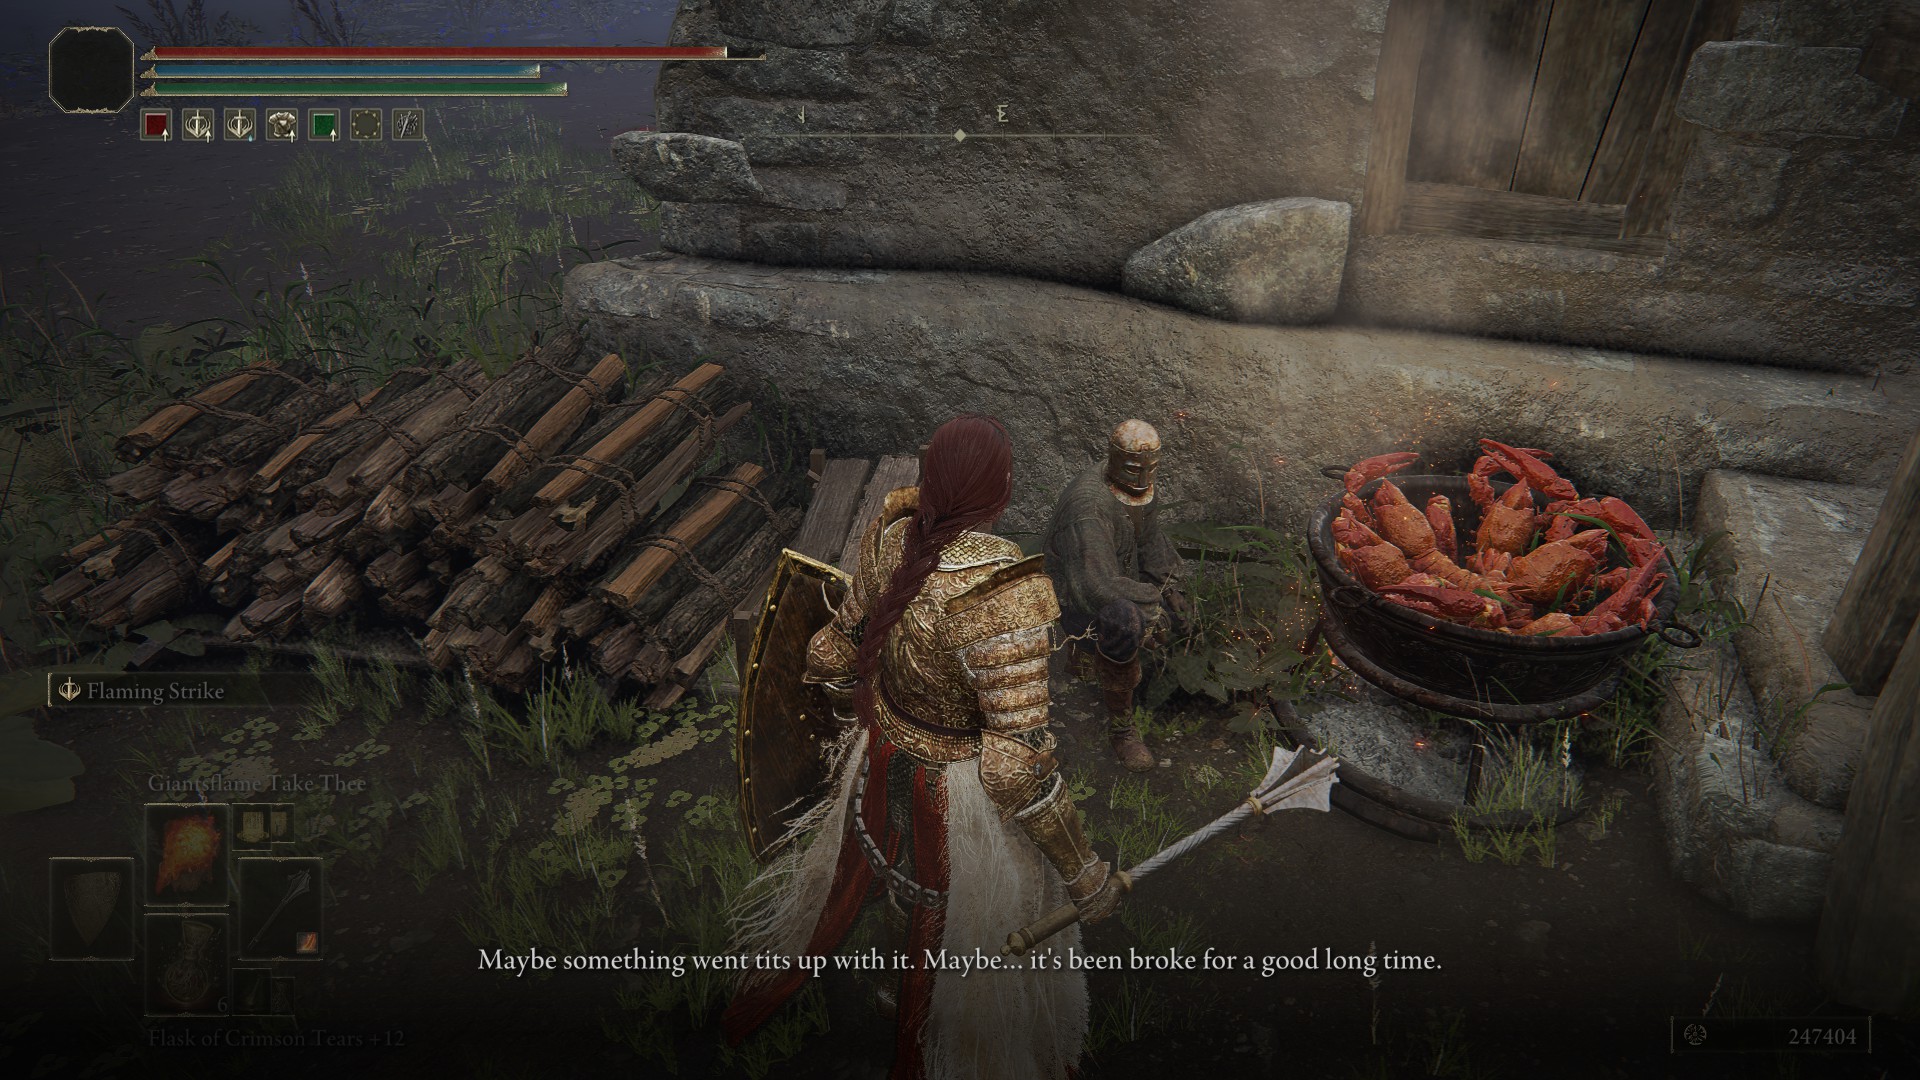 E
Flaming Strike
Giantsflame Take Thee
Maybe something went tits up with it. Maybe... it's been broke for a good long time.
6
Flask of Crimson Tears +12
247404